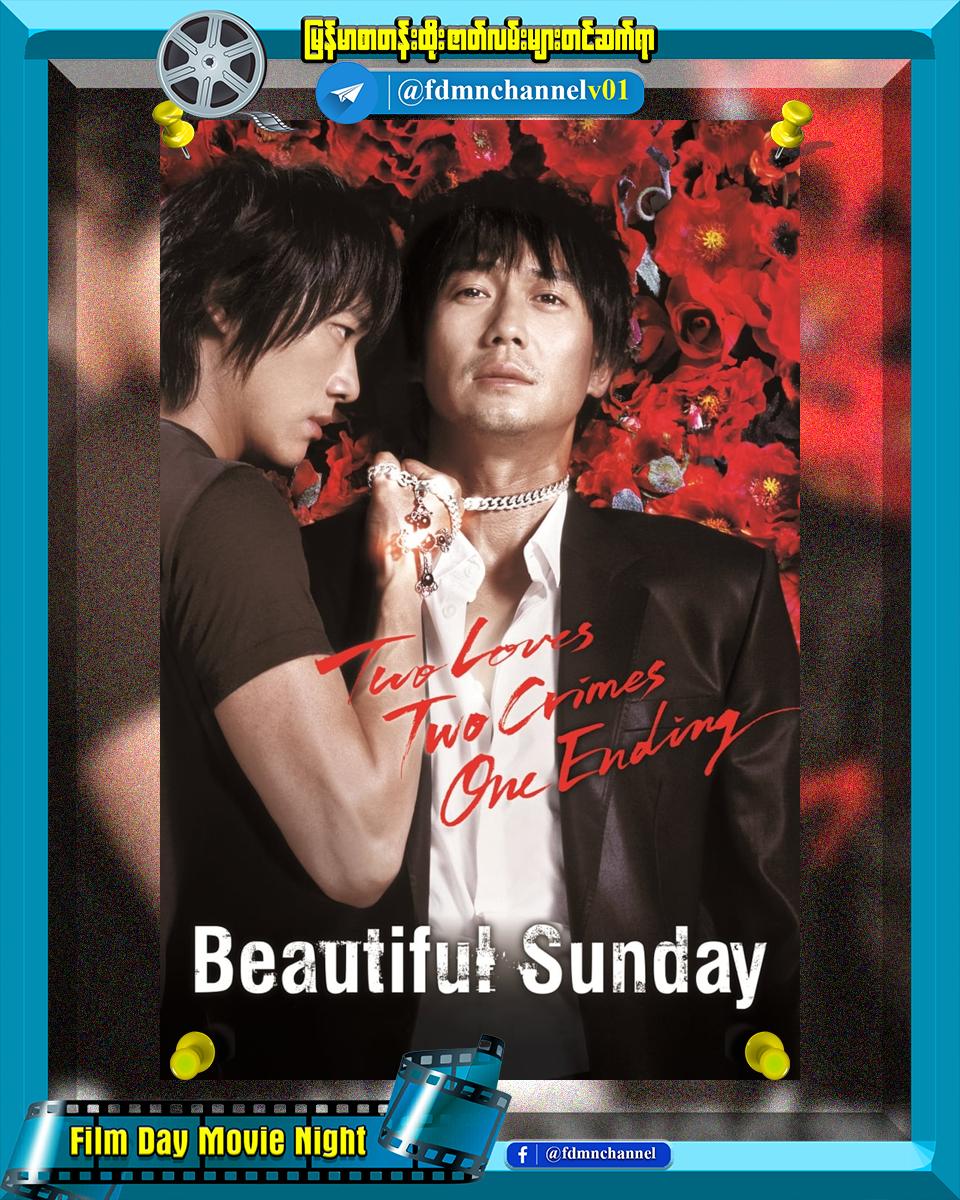 မြန်မာစာတန်းထိုးဇာတ်လမ်းများတင်ဆက်ရာ
@fdmnchannelv01
Two Loves
Two Crimes
One Ending
Beautiful Sunday
Film Day Movie Night
@fdmnchannel